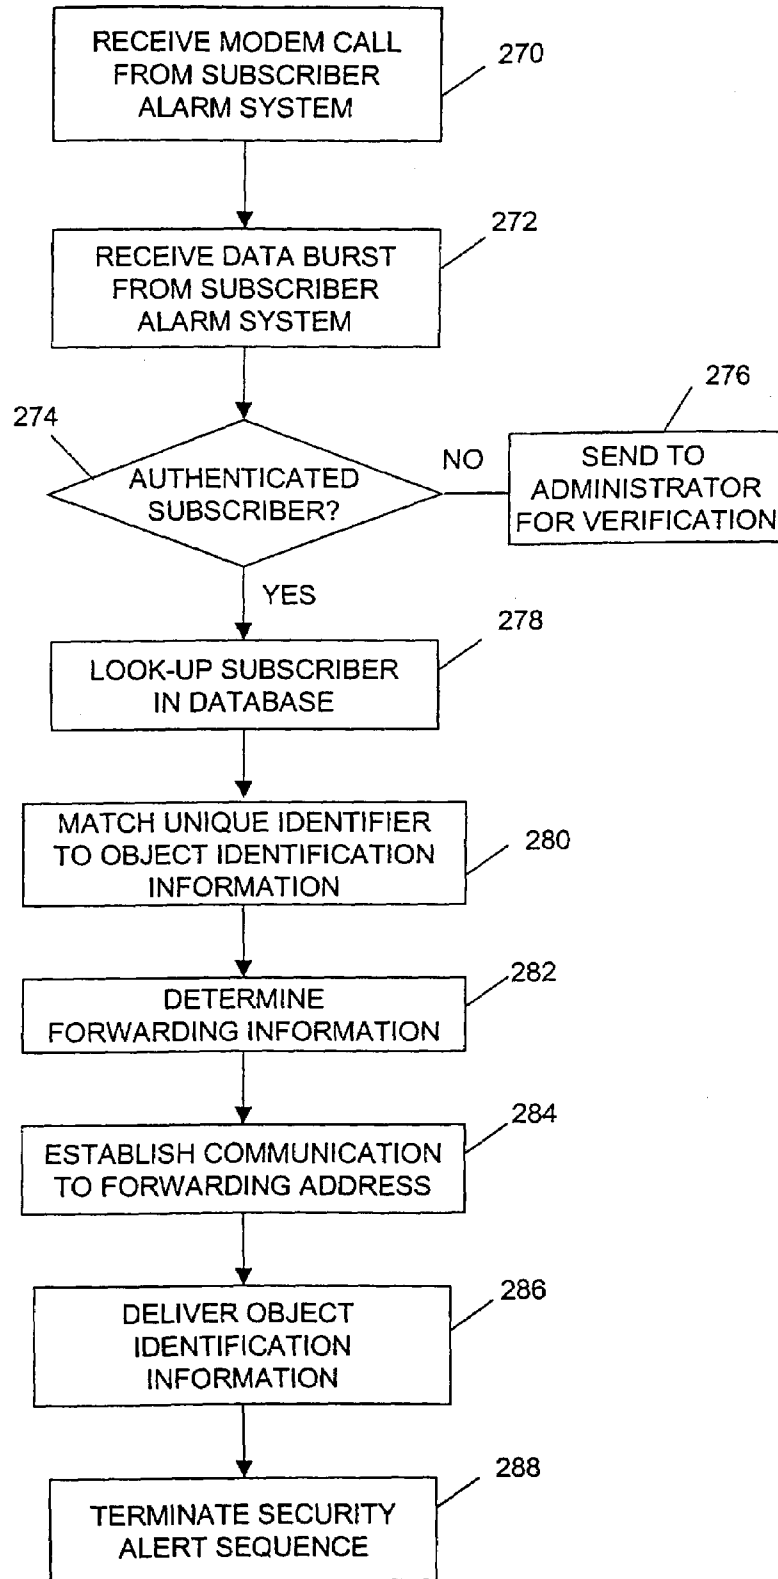 RECEIVE MODEM CALL
FROM SUBSCRIBER
ALARM SYSTEM
270
RECEIVE DATA BURST
FROM SUBSCRIBER
ALARM SYSTEM
272
274
AUTHENTICATED
SUBSCRIBER?
NO
276
SEND TO
ADMINISTRATOR
FOR VERIFICATION
YES
278
LOOK-UP SUBSCRIBER
IN DATABASE
MATCH UNIQUE IDENTIFIER
TO OBJECT IDENTIFICATION
INFORMATION
280
282
DETERMINE
FORWARDING INFORMATION
284
ESTABLISH COMMUNICATION
TO FORWARDING ADDRESS
286
DELIVER OBJECT
IDENTIFICATION
INFORMATION
288
TERMINATE SECURITY
ALERT SEQUENCE